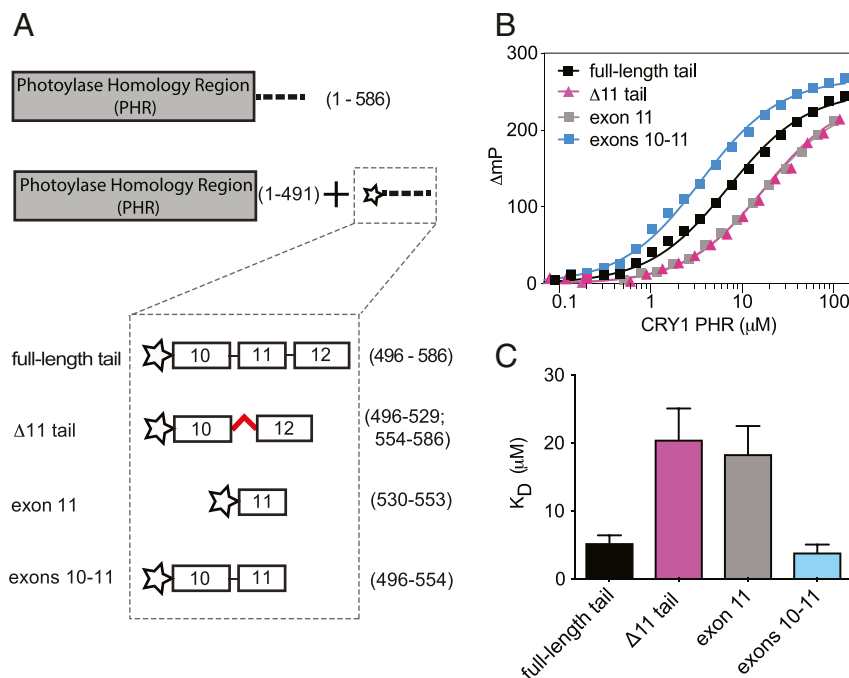 A
Photoylase Homology Region
(PHR)
(1 - 586)
Photoylase Homology Region
(PHR)
(1-491)
+
full-length tail
10
11
12
(496 - 586)
Δ11 tail
10
12
(496-529;
554-586)
exon 11
11
(530-553)
exons 10-11
10
11
(496-554)
B
300
200
100
0
ΔmP
full-length tail
Δ11 tail
exon 11
exons 10-11
0.1
1
10
100
CRY1 PHR (μM)
C
30
20
10
0
KD (μM)
full-length tail
Δ11 tail
exon 11
exons 10-11